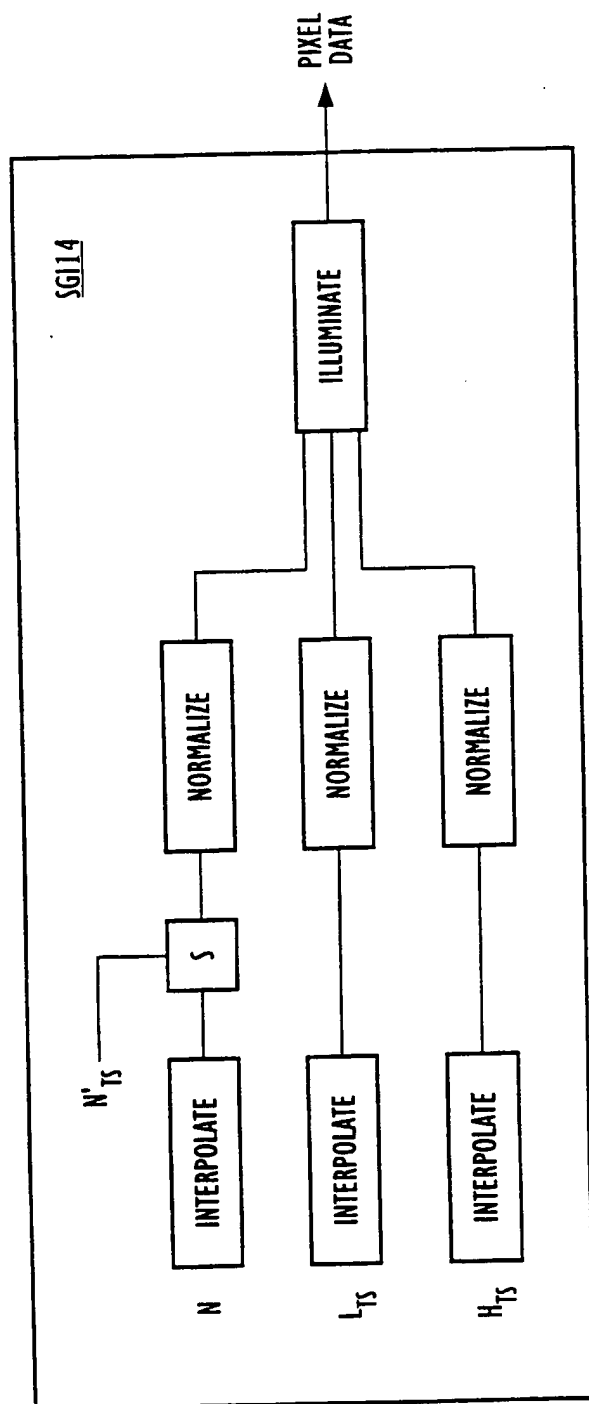 SGI14
N'TS
N
INTERPOLATE
S
NORMALIZE
LTS
INTERPOLATE
NORMALIZE
HTS
INTERPOLATE
NORMALIZE
ILLUMINATE
PIXEL
DATA